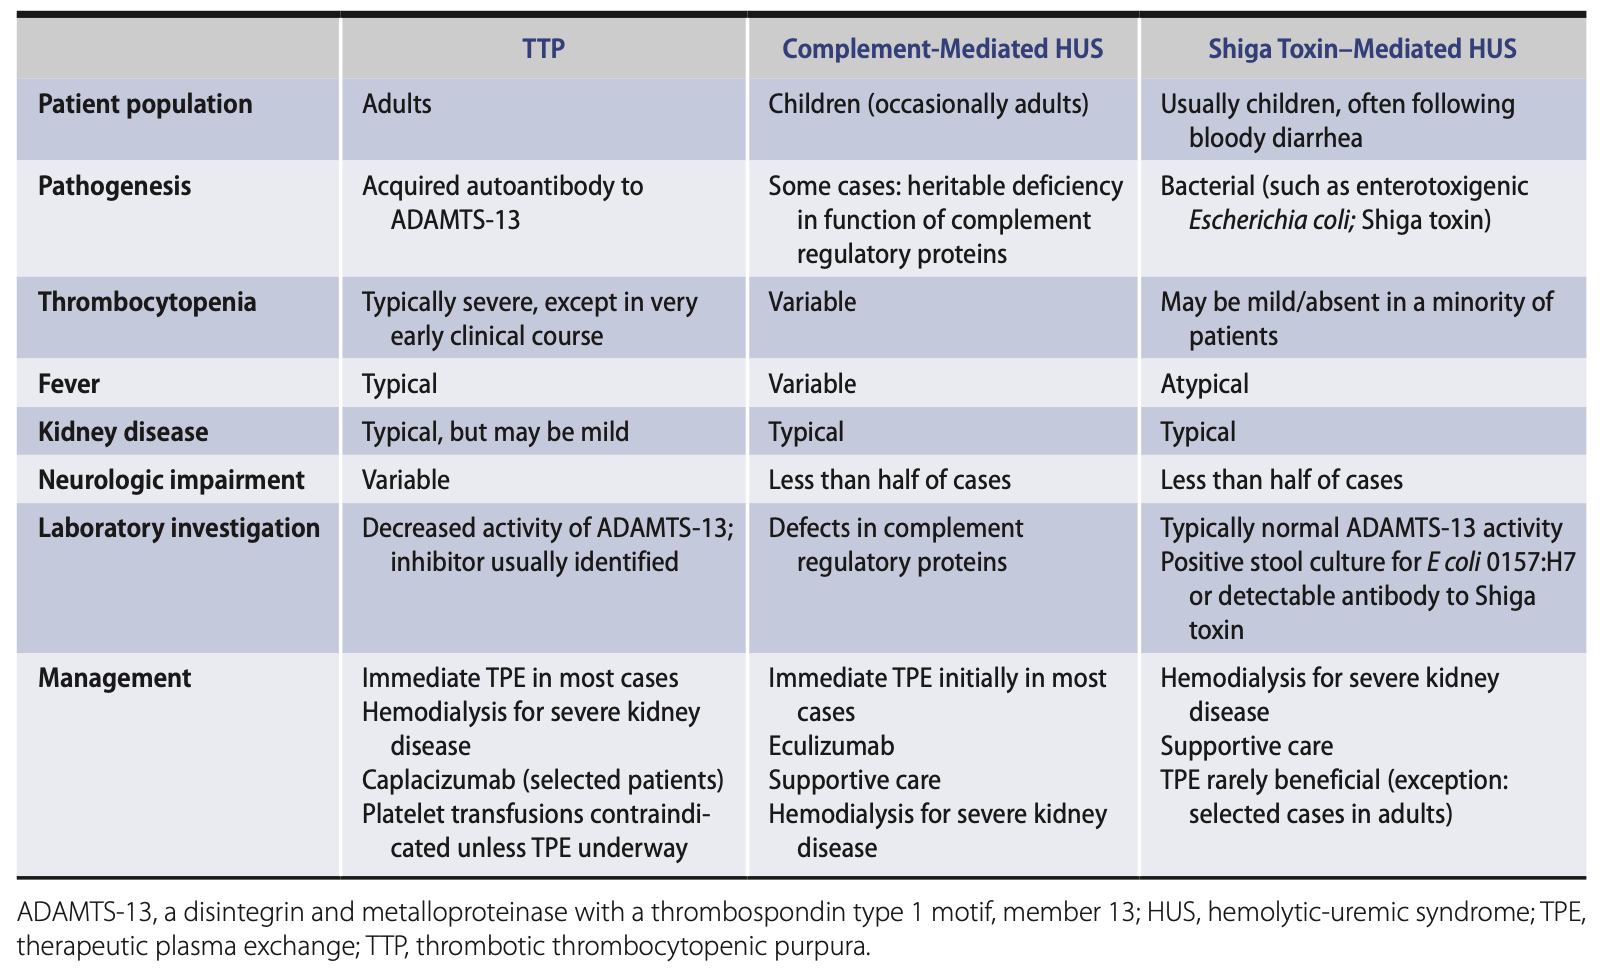 TTP
Complement-Mediated HUS
Shiga Toxin–Mediated HUS
Patient population
Adults
Children (occasionally adults)
Usually children, often following
bloody diarrhea
Pathogenesis
Acquired autoantibody to
ADAMTS-13
Some cases: heritable deficiency
in function of complement
regulatory proteins
Bacterial (such as enterotoxigenic
Escherichia coli; Shiga toxin)
Thrombocytopenia
Typically severe, except in very
early clinical course
Variable
May be mild/absent in a minority of
patients
Fever
Typical
Variable
Atypical
Kidney disease
Typical, but may be mild
Typical
Typical
Neurologic impairment
Variable
Less than half of cases
Less than half of cases
Laboratory investigation
Decreased activity of ADAMTS-13;
inhibitor usually identified
Defects in complement
regulatory proteins
Typically normal ADAMTS-13 activity
Positive stool culture for E coli 0157:H7
or detectable antibody to Shiga
toxin
Management
Immediate TPE in most cases
Hemodialysis for severe kidney
disease
Caplacizumab (selected patients)
Platelet transfusions contraindi-
cated unless TPE underway
Immediate TPE initially in most
cases
Eculizumab
Supportive care
Hemodialysis for severe kidney
disease
Hemodialysis for severe kidney
disease
Supportive care
TPE rarely beneficial (exception:
selected cases in adults)
ADAMTS-13, a disintegrin and metalloproteinase with a thrombospondin type 1 motif, member 13; HUS, hemolytic-uremic syndrome; TPE,
therapeutic plasma exchange; TTP, thrombotic thrombocytopenic purpura.